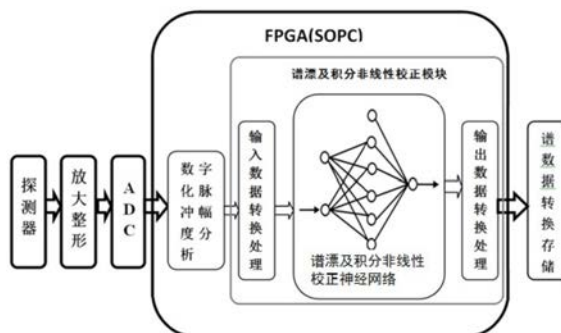 FPGA(SOPC)
谱漂及积分非线性校正模块
探测器
放大整形
ADC
数字化脉冲幅度分析
输入数据转换处理
谱漂及积分非线性
校正神经网络
输出数据转换处理
谱数据转换存储